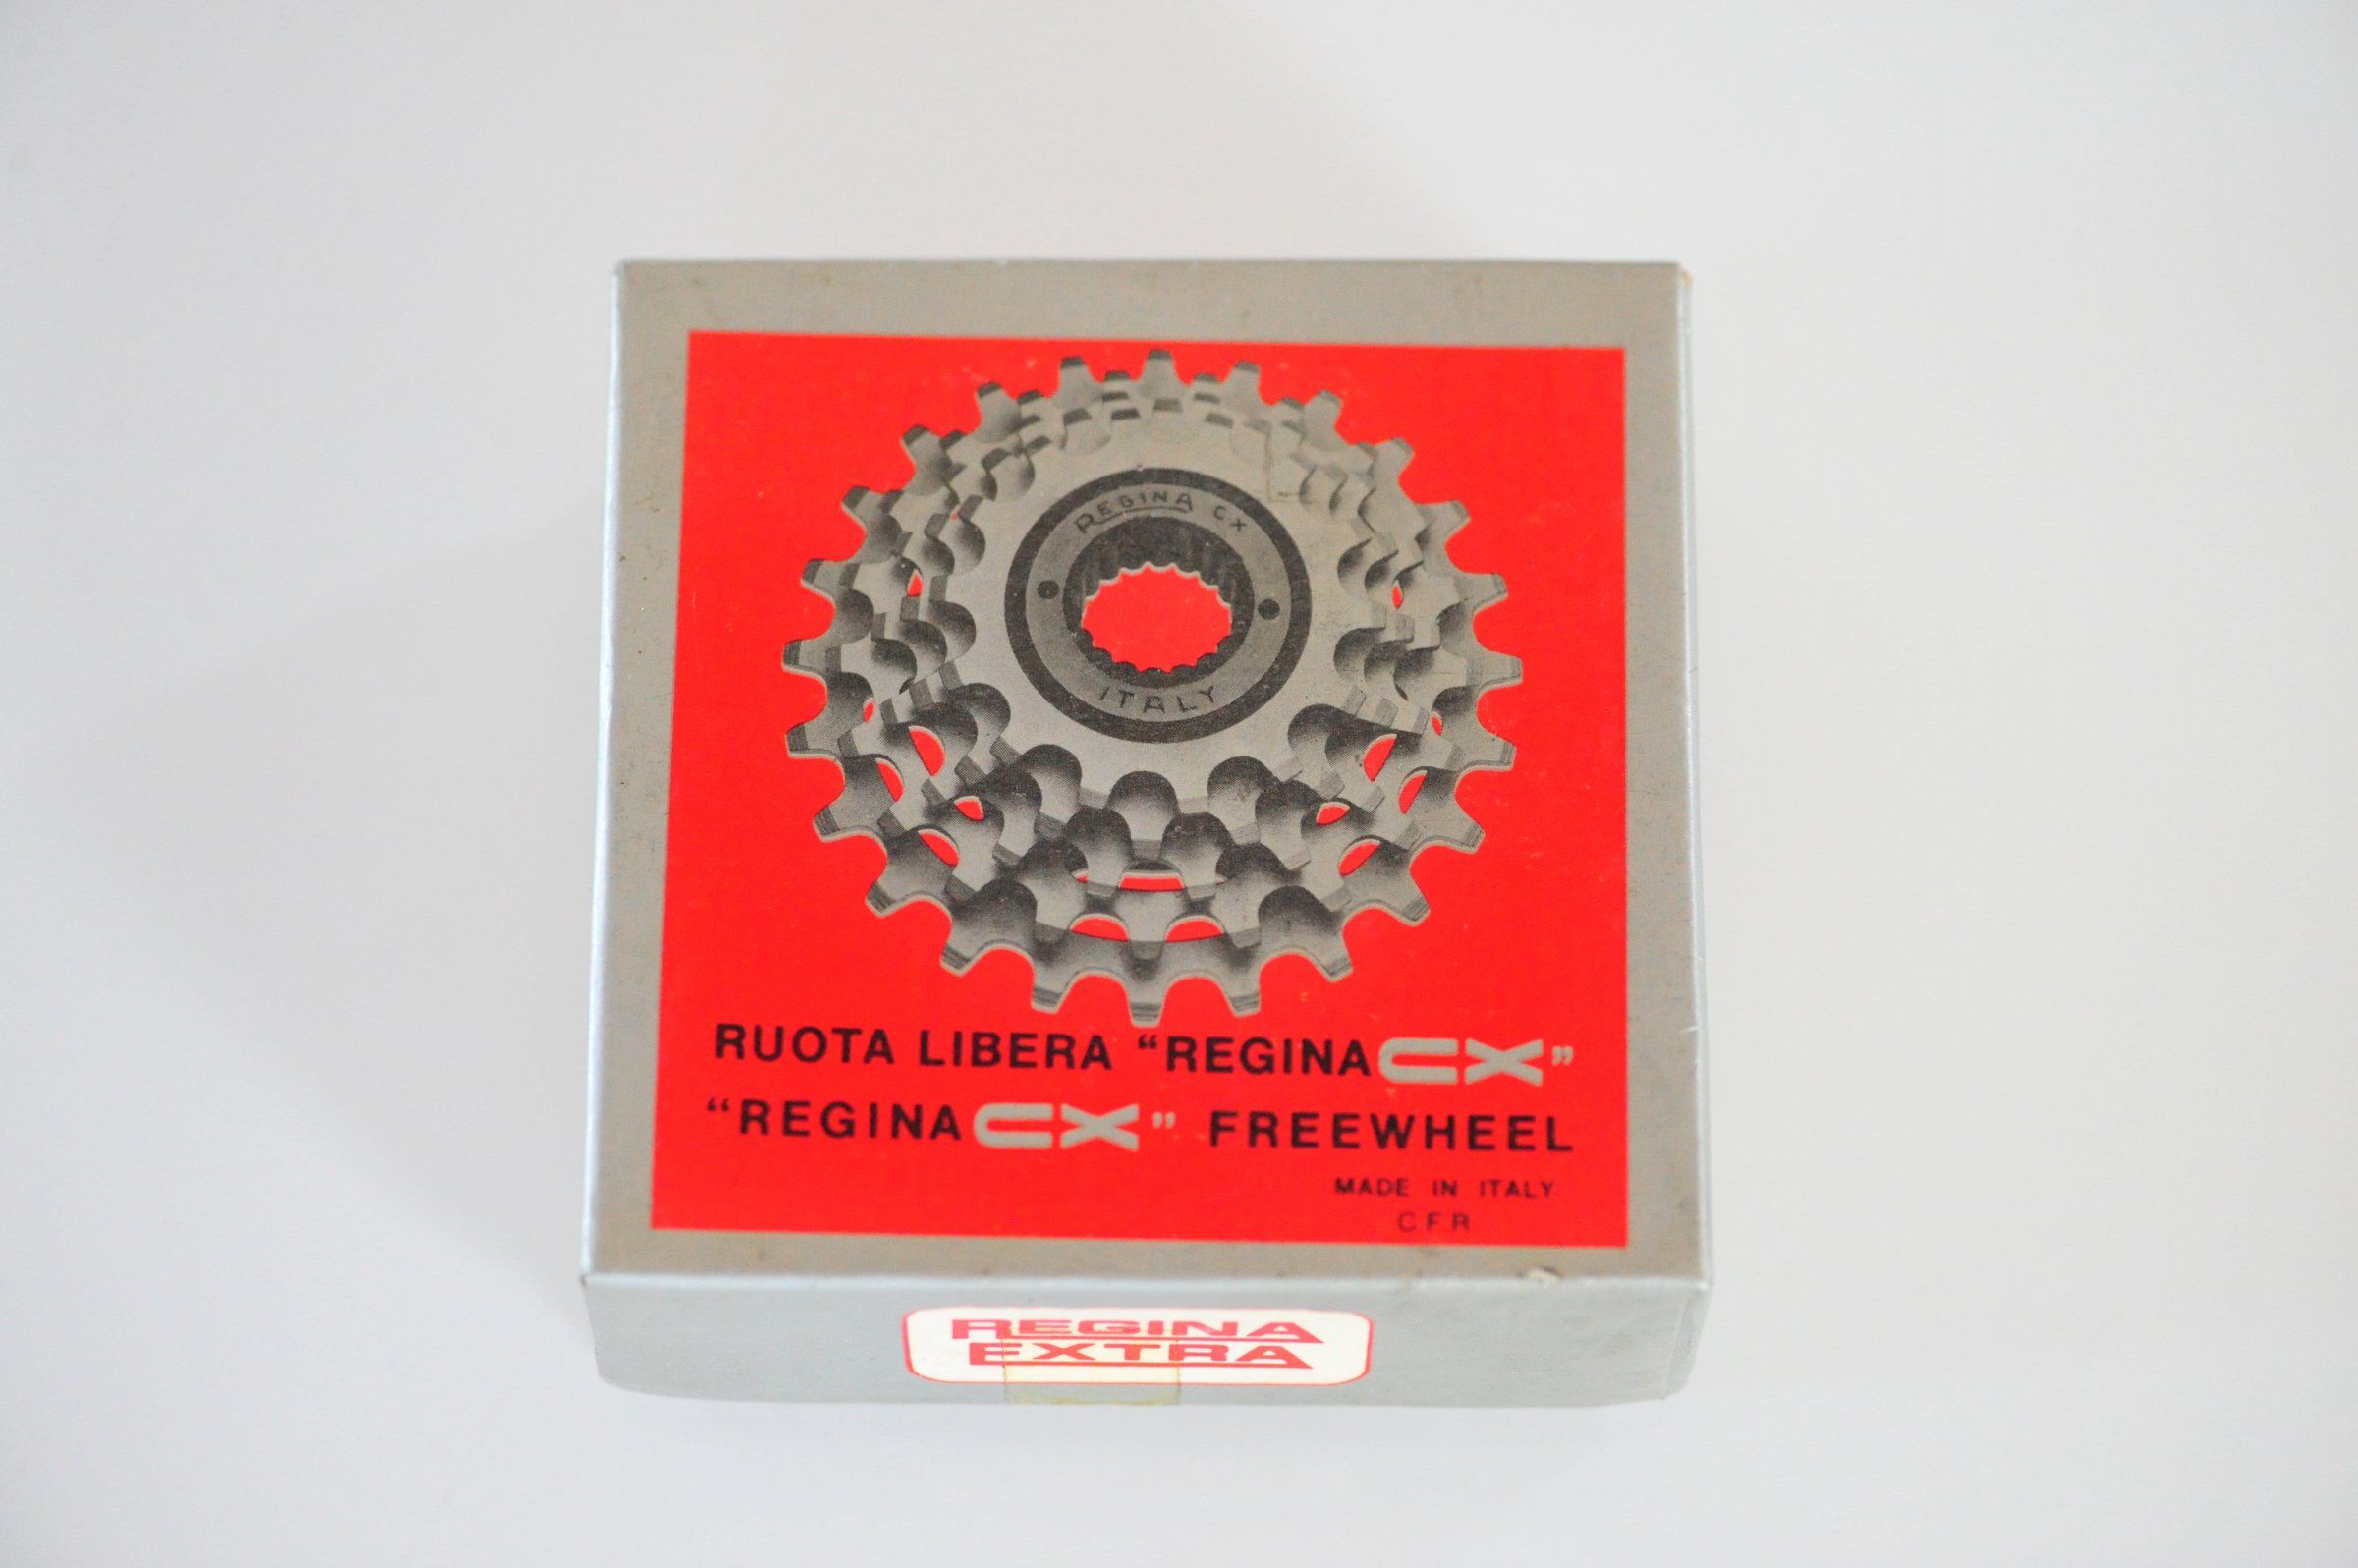 REGINA CX
ITALY
RUOTA LIBERA “REGINA CX”
“REGINA CX” FREEWHEEL
MADE IN ITALY
CFR
REGINA
EXTRA